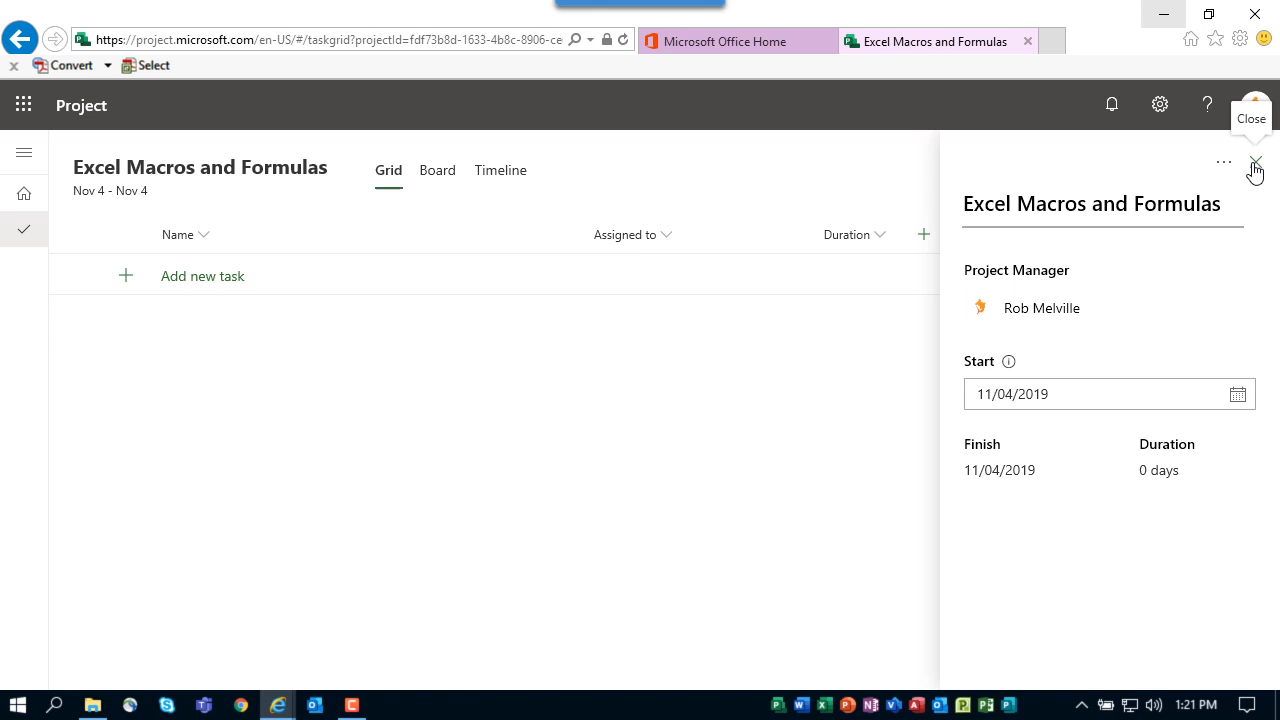 https://project.microsoft.com/en-US/#/taskgrid?projectId=fdf73b8d-1633-4b8c-8906-ce
Microsoft Office Home
Excel Macros and Formulas
x Convert Select
Project
Close
Excel Macros and Formulas
Nov 4 - Nov 4
Grid Board Timeline
Name Assigned to Duration
Add new task
Excel Macros and Formulas
Project Manager
Rob Melville
Start
11/04/2019
Finish Duration
11/04/2019 0 days
1:21 PM